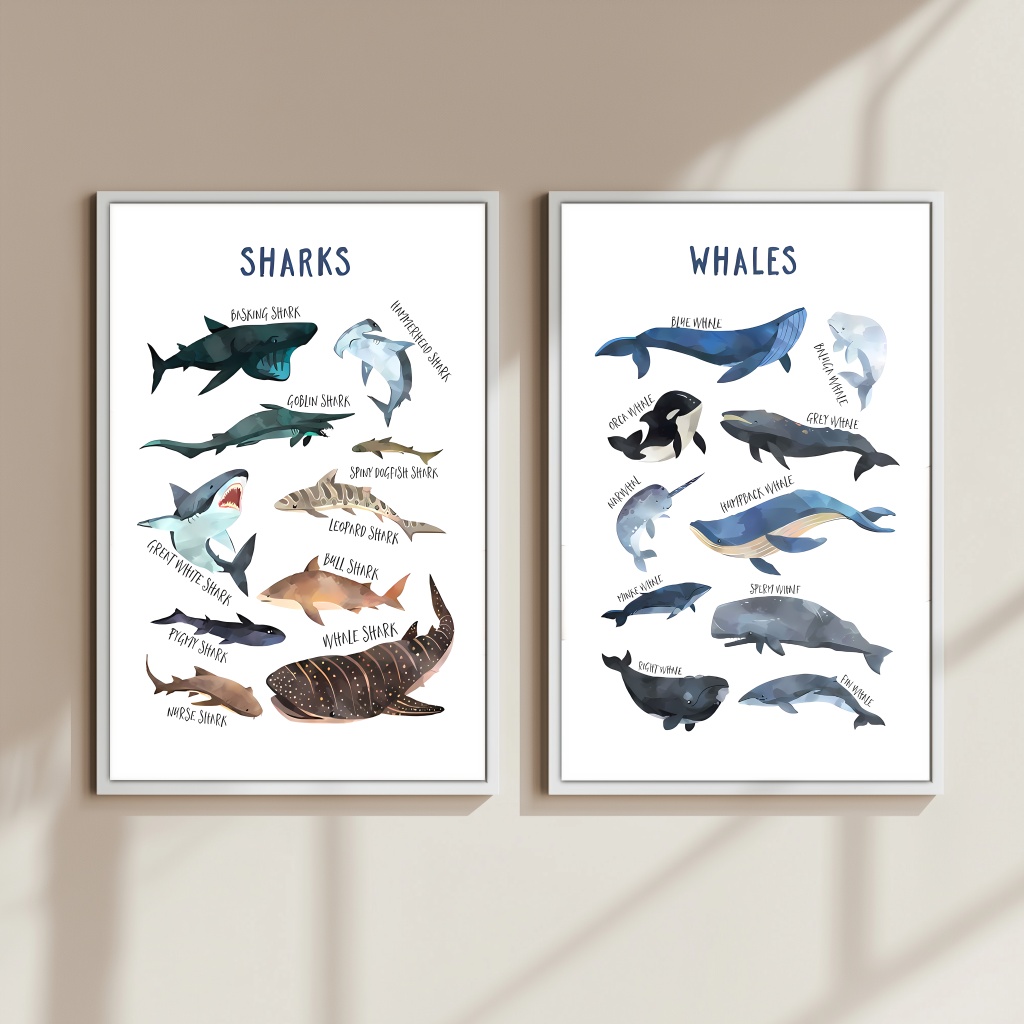 SHARKS
BASKING SHARK
HAMMERHEAD SHARK
GOBLIN SHARK
SPINY DOGFISH SHARK
LEOPARD SHARK
GREAT WHITE SHARK
BULL SHARK
PYGMY SHARK
WHALE SHARK
NURSE SHARK
WHALES
BLUE WHALE
BALUGA WHALE
ORCA WHALE
GREY WHALE
NARWHAL
HUMPBACK WHALE
MINKE WHALE
SPERM WHALE
RIGHT WHALE
FIN WHALE